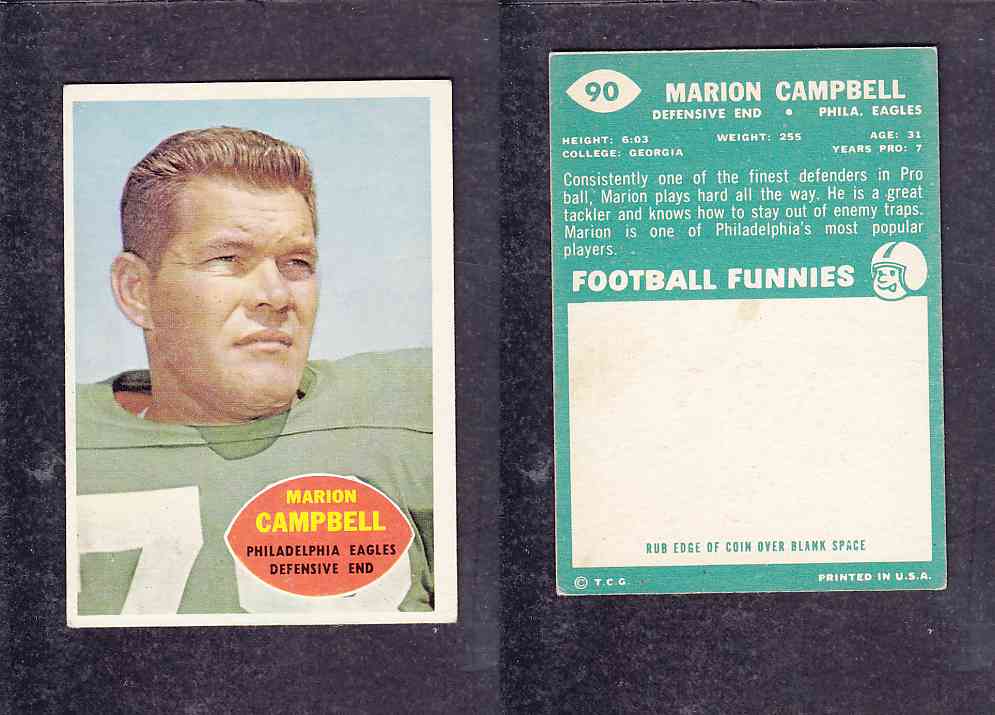 7
MARION
CAMPBELL
PHILADELPHIA EAGLES
DEFENSIVE END
90
MARION CAMPBELL
DEFENSIVE END • PHILA. EAGLES
HEIGHT: 6:03 WEIGHT: 255 AGE: 31
COLLEGE: GEORGIA YEARS PRO: 7
Consistently one of the finest defenders in Pro
ball, Marion plays hard all the way. He is a great
tackler and knows how to stay out of enemy traps.
Marion is one of Philadelphia's most popular
players.
FOOTBALL FUNNIES
RUB EDGE OF COIN OVER BLANK SPACE
© T.C.G. PRINTED IN U.S.A.